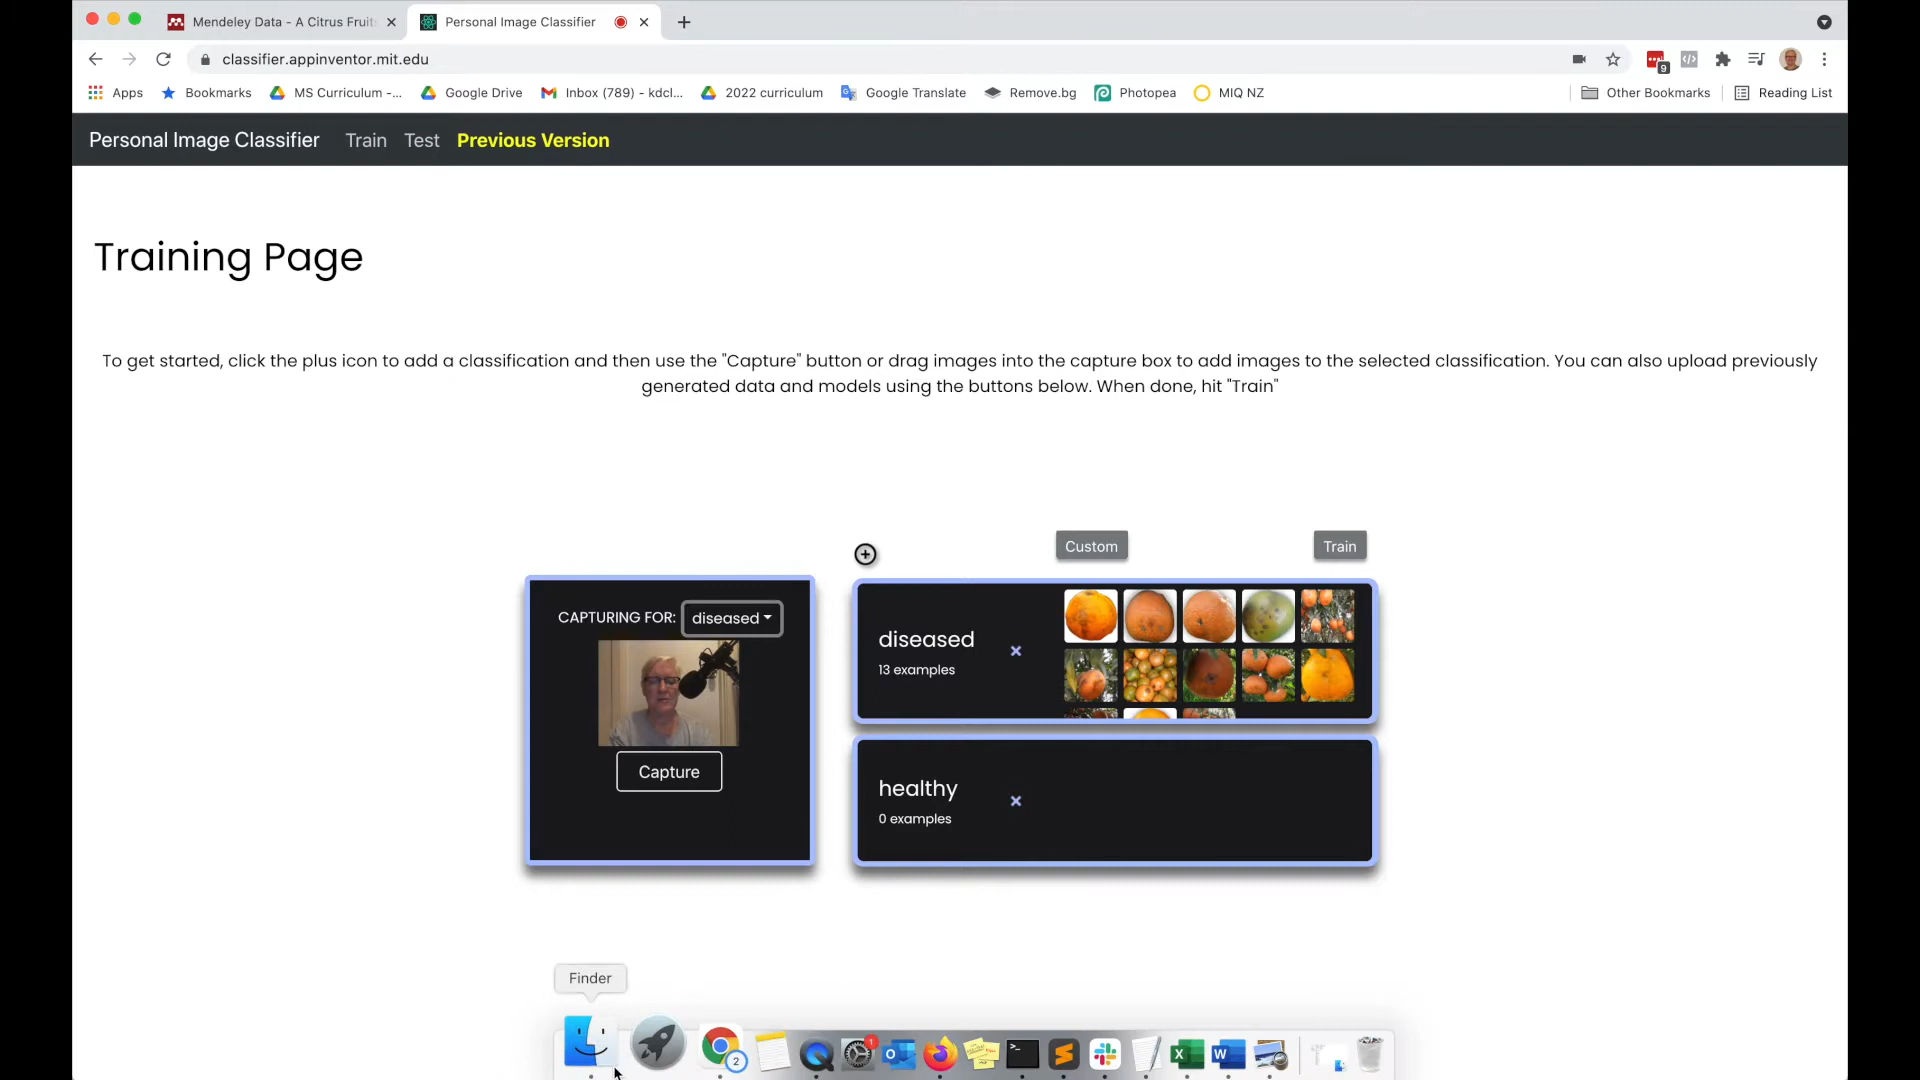 Mendeley Data - A Citrus Fruit
Personal Image Classifier
classifier.appinventor.mit.edu
9
Apps
Bookmarks
MS Curriculum -...
Google Drive
Inbox (789) - kdcl...
2022 curriculum
Google Translate
Remove.bg
Photopea
MIQ NZ
Other Bookmarks
Reading List
Personal Image Classifier
Train
Test
Previous Version
Training Page
To get started, click the plus icon to add a classification and then use the "Capture" button or drag images into the capture box to add images to the selected classification. You can also upload previously
generated data and models using the buttons below. When done, hit "Train"
Custom
Train
CAPTURING FOR:
diseased
Capture
diseased
13 examples
healthy
0 examples
Finder
2
1